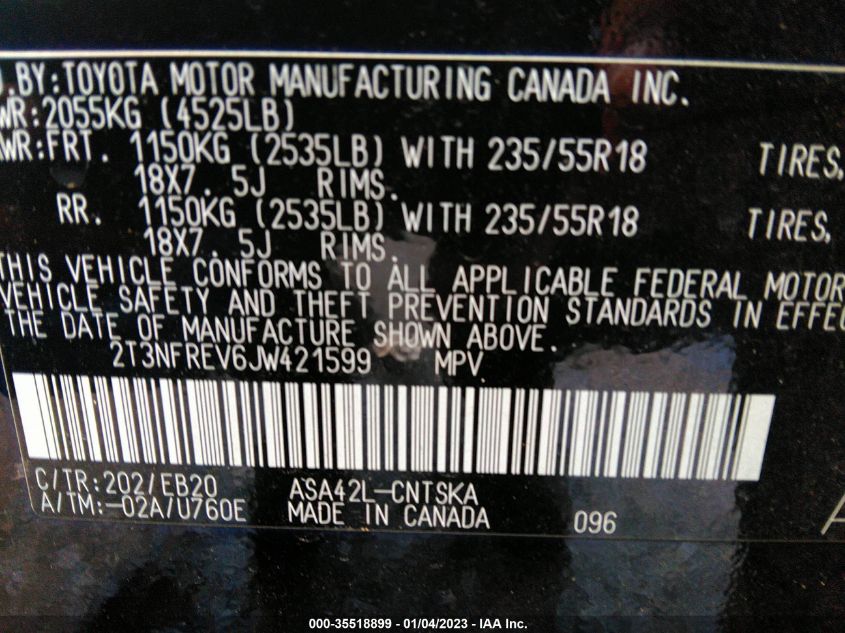 .BY:TOYOTA MOTOR MANUFACTURING CANADA INC.
WR:2055KG (4525LB)
WR:FRT. 1150KG (2535LB) WITH 235/55R18 TIRES,
18X7. 5J RIMS.
RR. 1150KG (2535LB) WITH 235/55R18 TIRES,
18X7. 5J RIMS.
THIS VEHICLE CONFORMS TO ALL APPLICABLE FEDERAL MOTOR
VEHICLE SAFETY AND THEFT PREVENTION STANDARDS IN EFFE
THE DATE OF MANUFACTURE SHOWN ABOVE.
2T3NFREV6JW421599 MPV
C/TR:202/EB20 ASA42L-CNTSKA
A/TM:-02A/U760E MADE IN CANADA 096 A
000-35518899 - 01/04/2023 - IAA Inc.